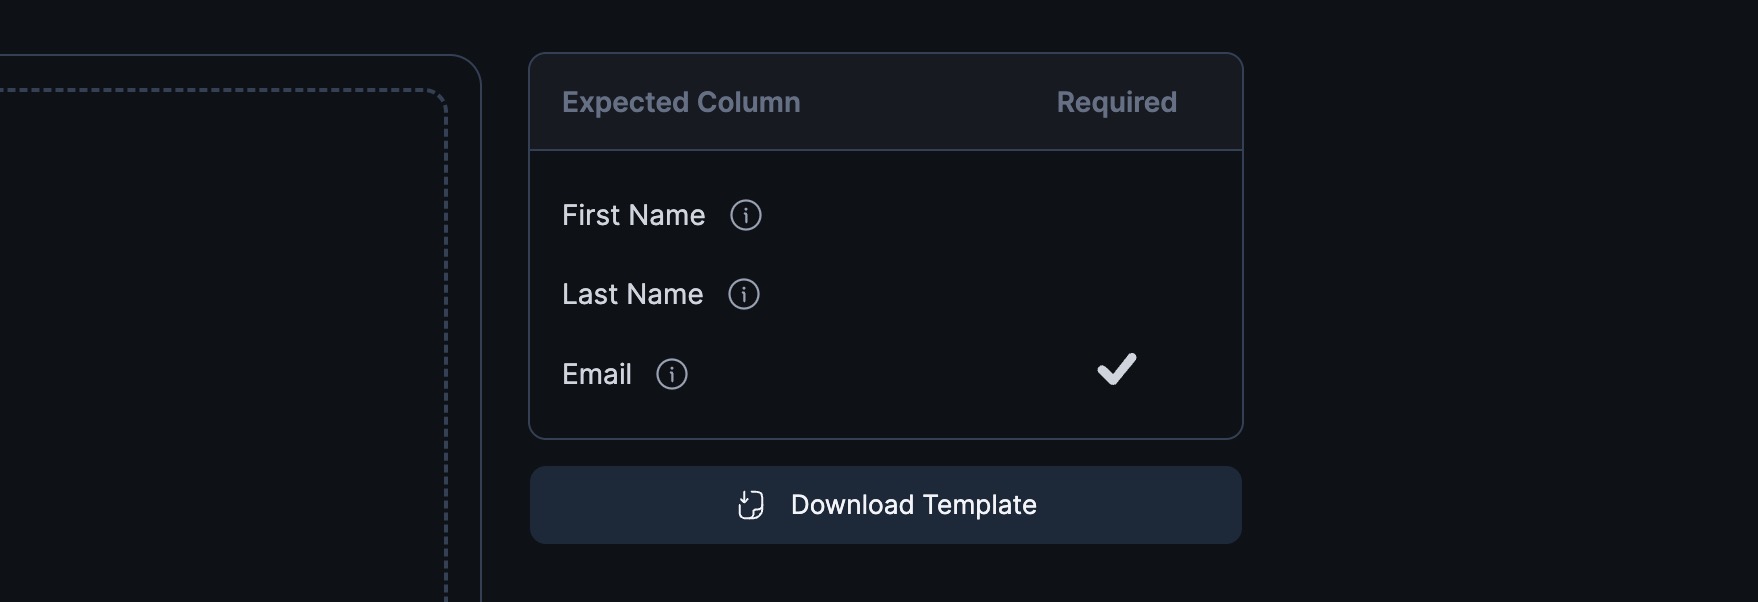 Expected Column Required
First Name
Last Name
Email
Download Template